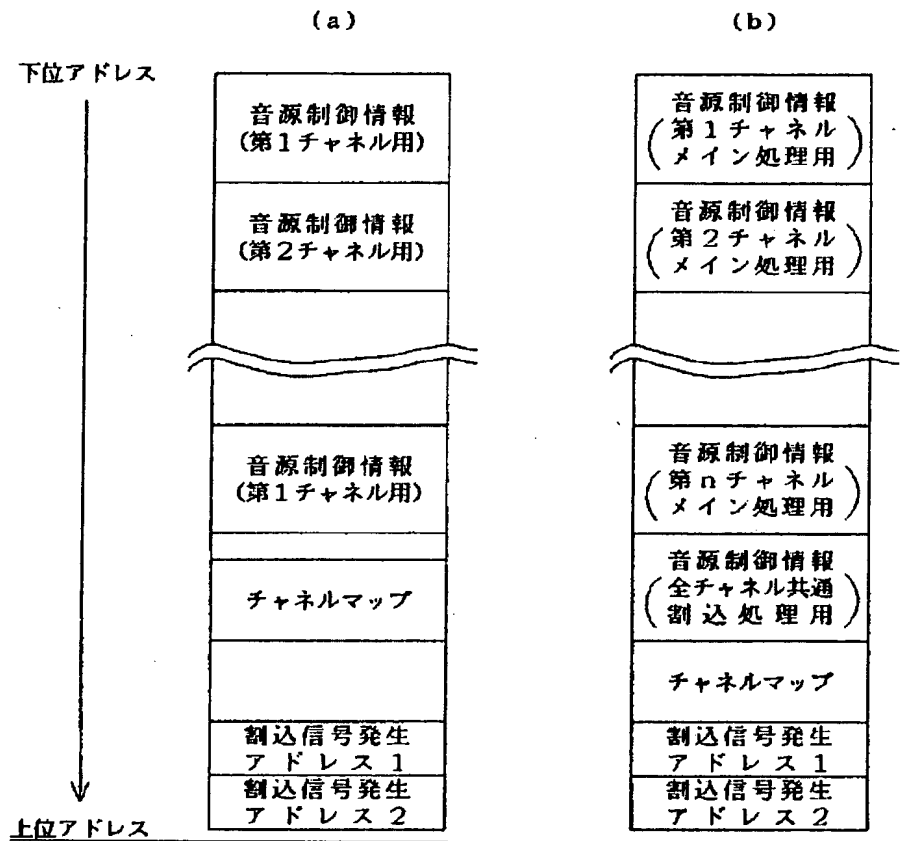 (a)
下位アドレス
音源制御情報
(第1チャネル用)
音源制御情報
(第2チャネル用)
音源制御情報
(第1チャネル用)
チャネルマップ
割込信号発生
アドレス1
割込信号発生
アドレス2
上位アドレス
(b)
音源制御情報
(第1チャネル
メイン処理用)
音源制御情報
(第2チャネル
メイン処理用)
音源制御情報
(第nチャネル
メイン処理用)
音源制御情報
(全チャネル共通
割込処理用)
チャネルマップ
割込信号発生
アドレス1
割込信号発生
アドレス2